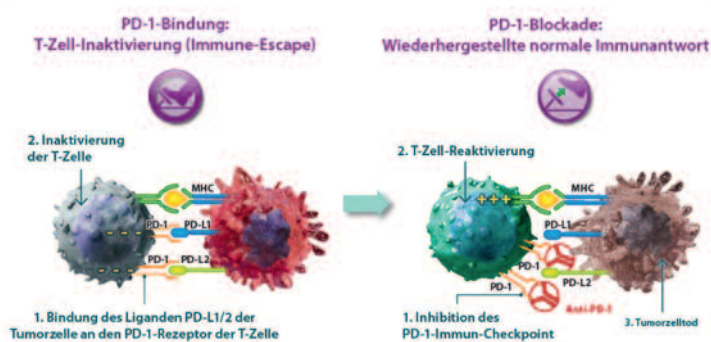 PD-1-Bindung:
T-Zell-Inaktivierung (Immune-Escape)
2. Inaktivierung
der T-Zelle
MHC
PD-1
PD-L1
PD-1
PD-L2
1. Bindung des Liganden PD-L1/2 der
Tumorzelle an den PD-1-Rezeptor der T-Zelle
PD-1-Blockade:
Wiederhergestellte normale Immunantwort
2. T-Zell-Reaktivierung
+++
MHC
PD-L1
PD-1
PD-L2
PD-1
Anti-PD-1
1. Inhibition des
PD-1-Immun-Checkpoint
3. Tumorzelltod